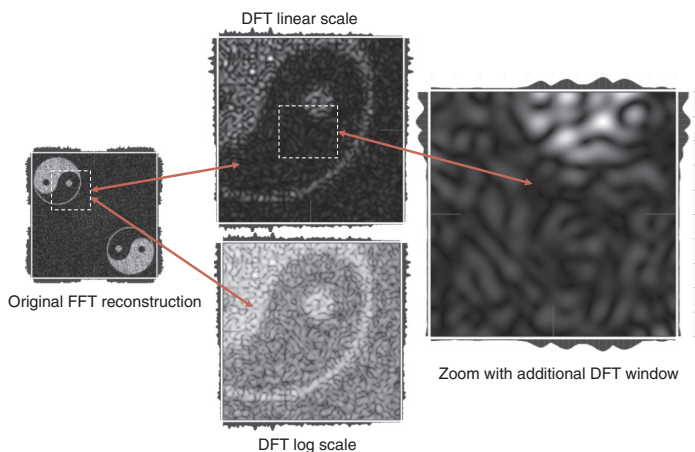 DFT linear scale
Original FFT reconstruction
Zoom with additional DFT window
DFT log scale